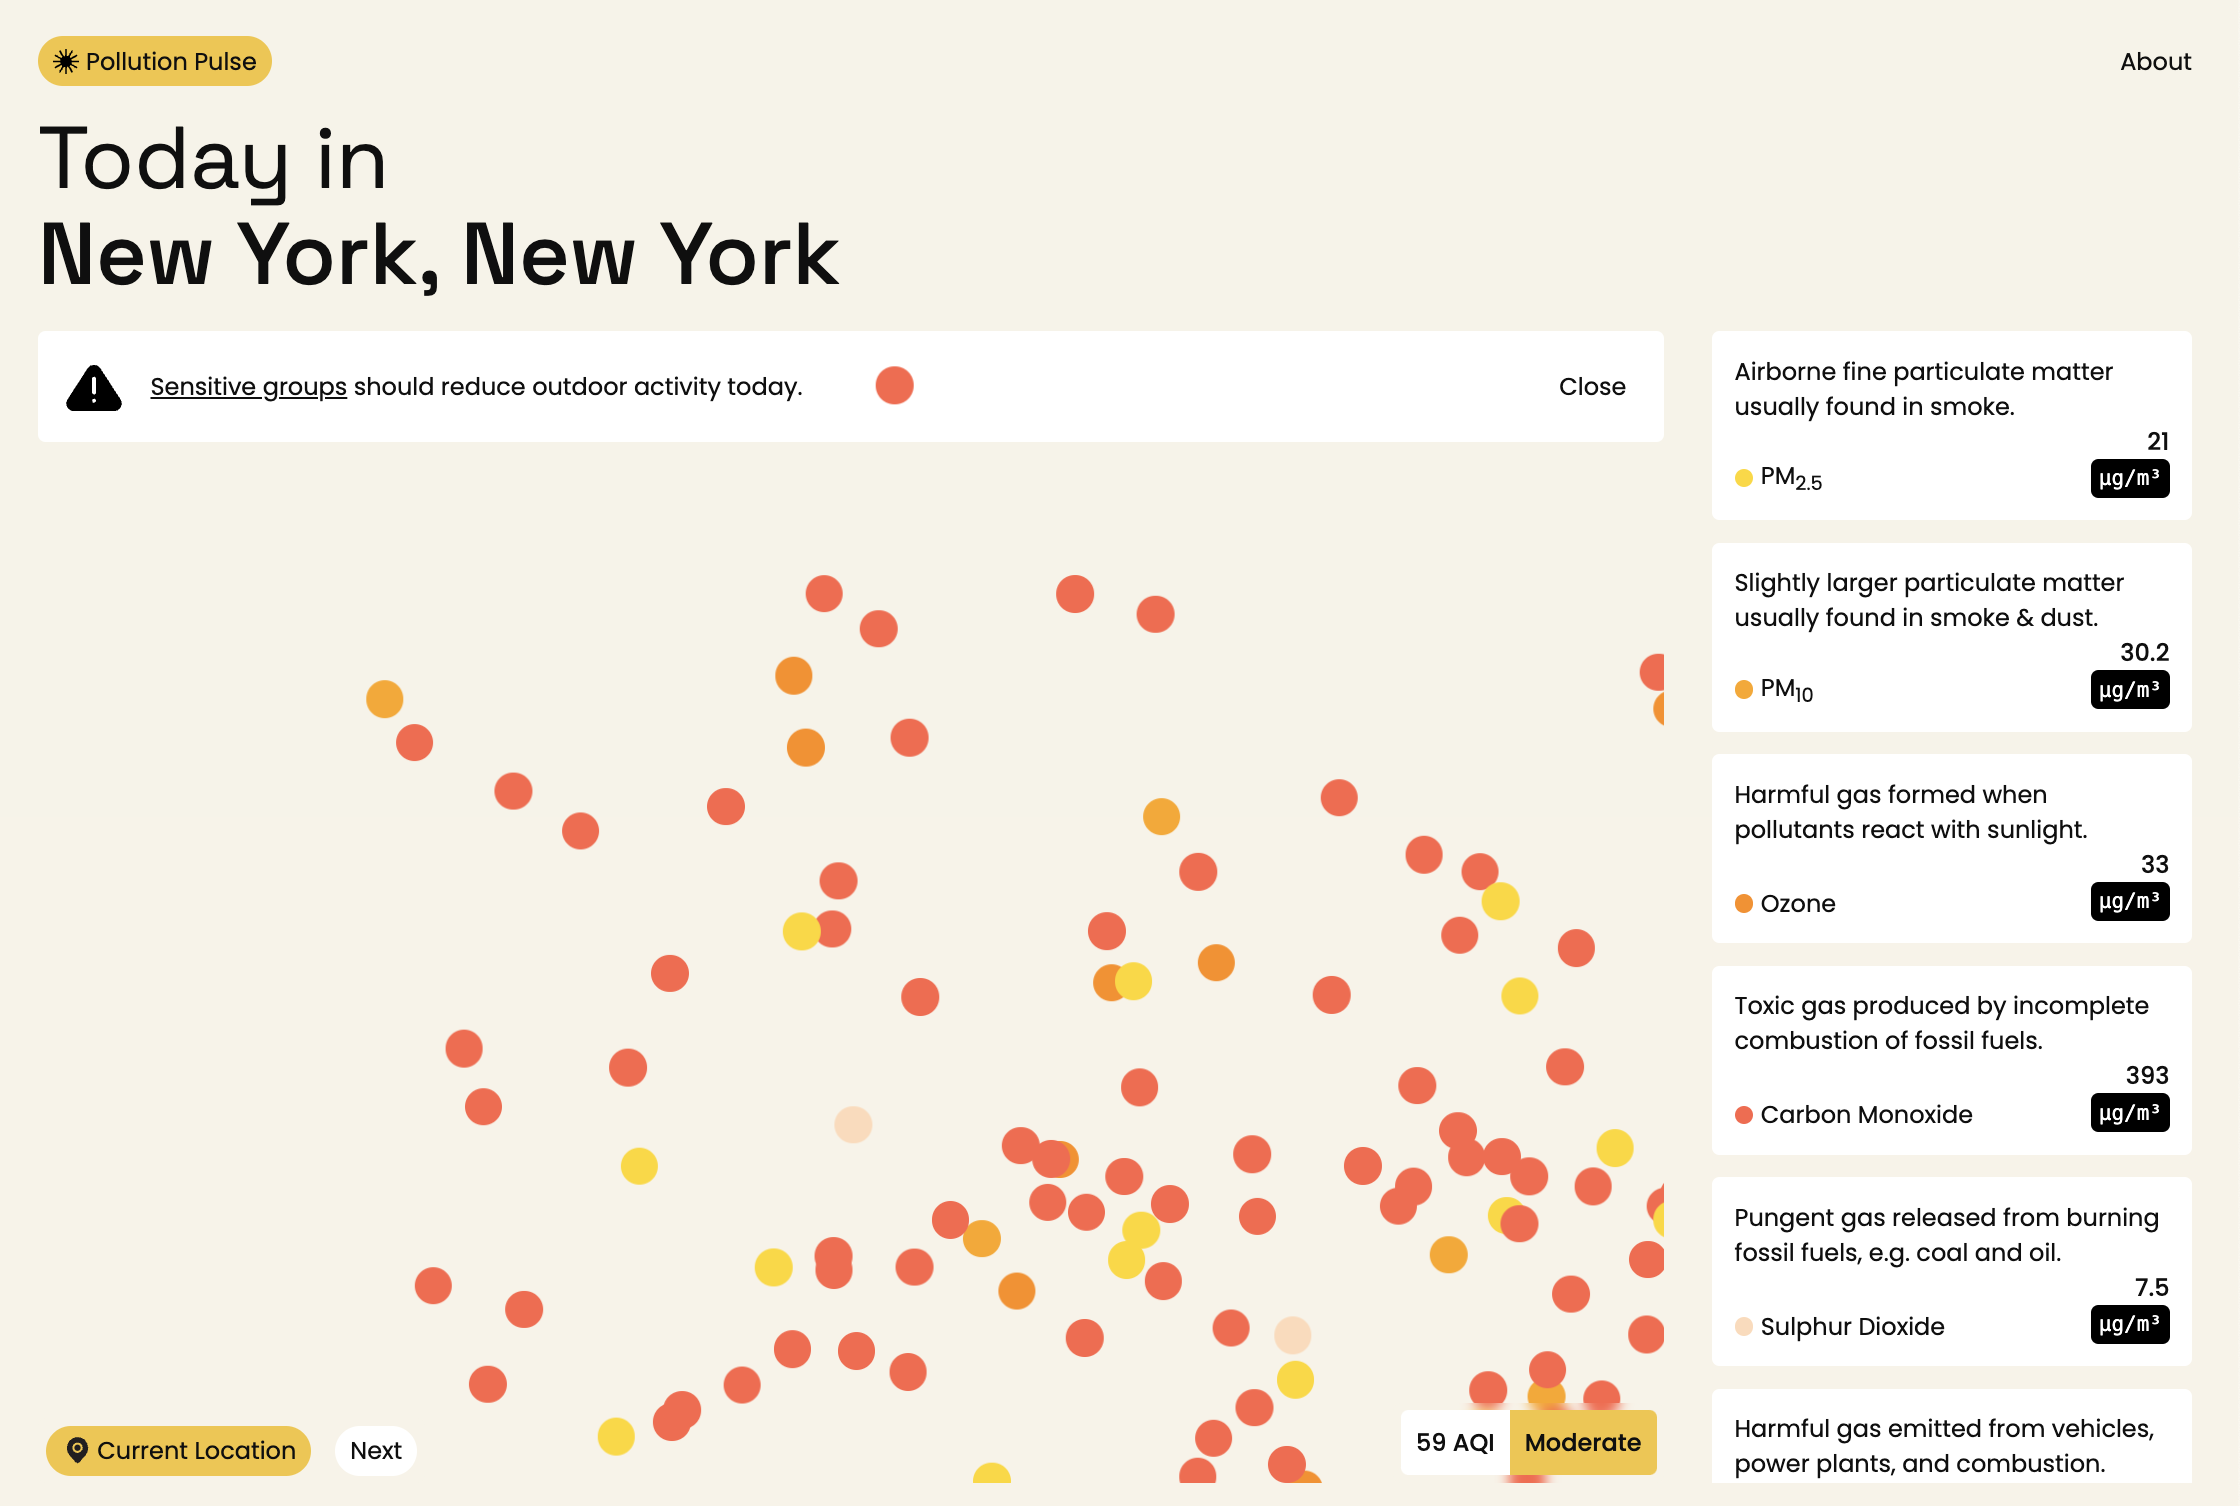 Pollution Pulse
About
Today in
New York, New York
Sensitive groups should reduce outdoor activity today.
Close
Airborne fine particulate matter
usually found in smoke.
21
PM2.5
µg/m³
Slightly larger particulate matter
usually found in smoke & dust.
30.2
PM10
µg/m³
Harmful gas formed when
pollutants react with sunlight.
33
Ozone
µg/m³
Toxic gas produced by incomplete
combustion of fossil fuels.
393
Carbon Monoxide
µg/m³
Pungent gas released from burning
fossil fuels, e.g. coal and oil.
7.5
Sulphur Dioxide
µg/m³
Harmful gas emitted from vehicles,
power plants, and combustion.
Current Location
Next
59 AQI
Moderate